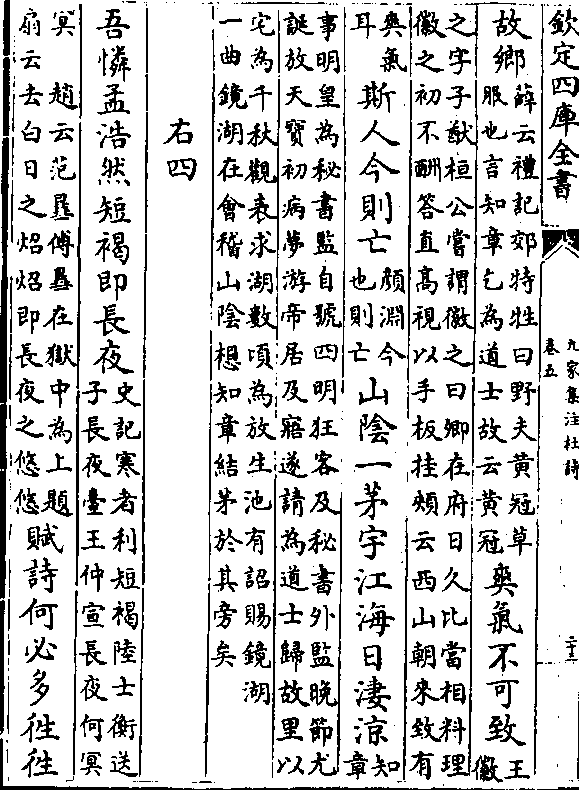 欽定四庫全書
九家集注杜詩
卷五
二十一
故鄉薛云禮記郊特牲曰野夫黃冠草服也言知章乞為道士故云黃冠爽氣不可致王徽
之字子猷桓公嘗謂徽之曰卿在府日久比當相料理
徽之初不酬答直高視以手板拄頰云西山朝來致有
爽氣耳斯人今則亡顏淵今也則亡山陰一茅宇江海日淒涼知章
事明皇為秘書監自號四明狂客及秘書外監晚節尤
誕放天寶初病夢游帝居及寤遂請為道士歸故里以
宅為千秋觀表求湖數頃為放生池有詔賜鏡湖
一曲鏡湖在會稽山陰想知章結茅於其旁矣
右四
吾憐孟浩然短褐即長夜史記寒者利短褐陸士衡送子長夜臺王仲宣長夜何冥
冥　趙云范曅傅曅在獄中為上題扇云去白日之炤炤即長夜之悠悠賦詩何必多徃徃